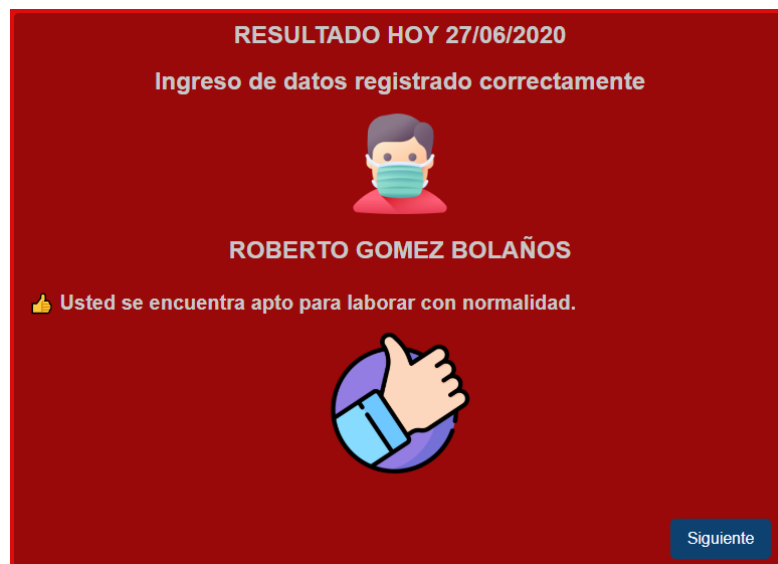 RESULTADO HOY 27/06/2020
Ingreso de datos registrado correctamente
ROBERTO GOMEZ BOLAÑOS
👍 Usted se encuentra apto para laborar con normalidad.
Siguiente